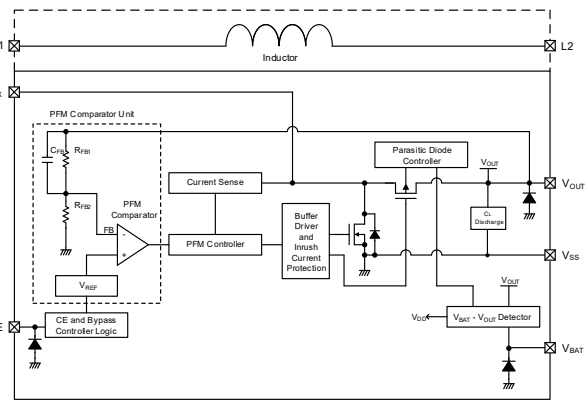 L2
Inductor
PFM Comparator Unit
CFB
RFB1
RFB2
FB
PFM
Comparator
-
+
VREF
CE and Bypass
Controller Logic
Current Sense
PFM Controller
Buffer
Driver
and
Inrush
Current
Protection
Parasitic Diode
Controller
VOUT
VOUT
CL
Discharge
VSS
VOUT
VDD
VBAT - VOUT Detector
VBAT